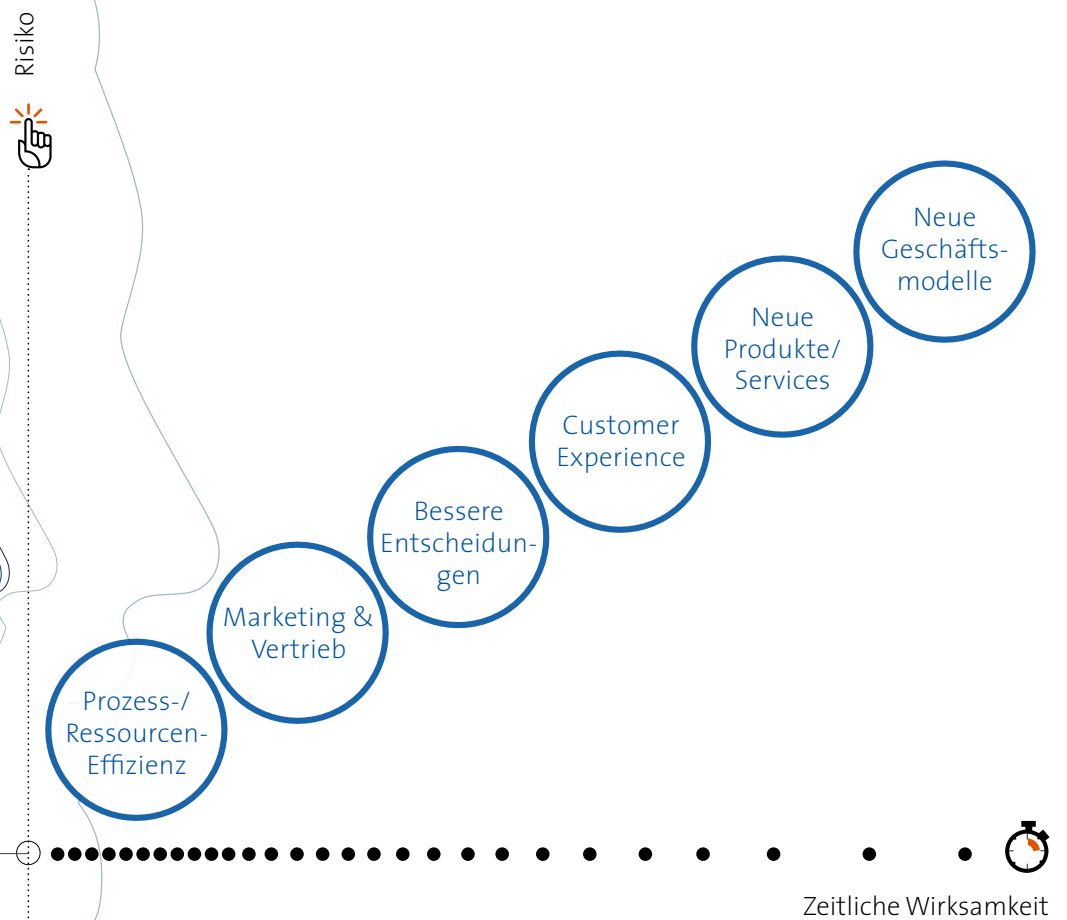 Risiko
Neue
Geschäfts-
modelle
Neue
Produkte/
Services
Customer
Experience
Bessere
Entscheidun-
gen
Marketing &
Vertrieb
Prozess-/
Ressourcen-
Effizienz
Zeitliche Wirksamkeit